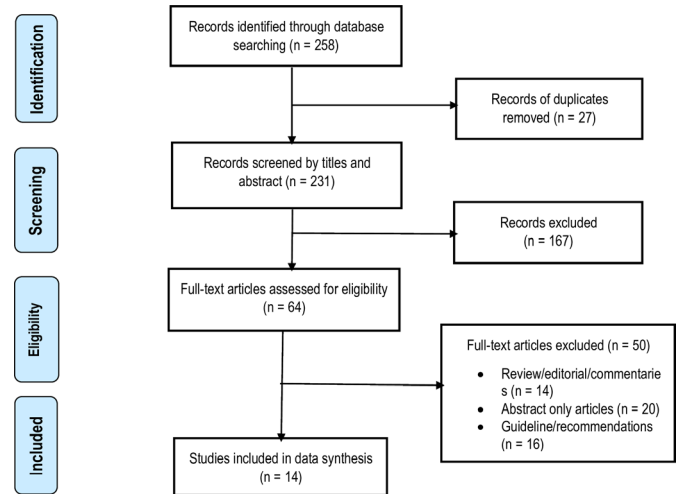 Identification
Records identified through database
searching (n = 258)
Records of duplicates
removed (n = 27)
Screening
Records screened by titles and
abstract (n = 231)
Records excluded
(n = 167)
Eligibility
Full-text articles assessed for eligibility
(n = 64)
Full-text articles excluded (n = 50)
• Review/editorial/commentarie
s (n = 14)
• Abstract only articles (n = 20)
• Guideline/recommendations
(n = 16)
Included
Studies included in data synthesis
(n = 14)